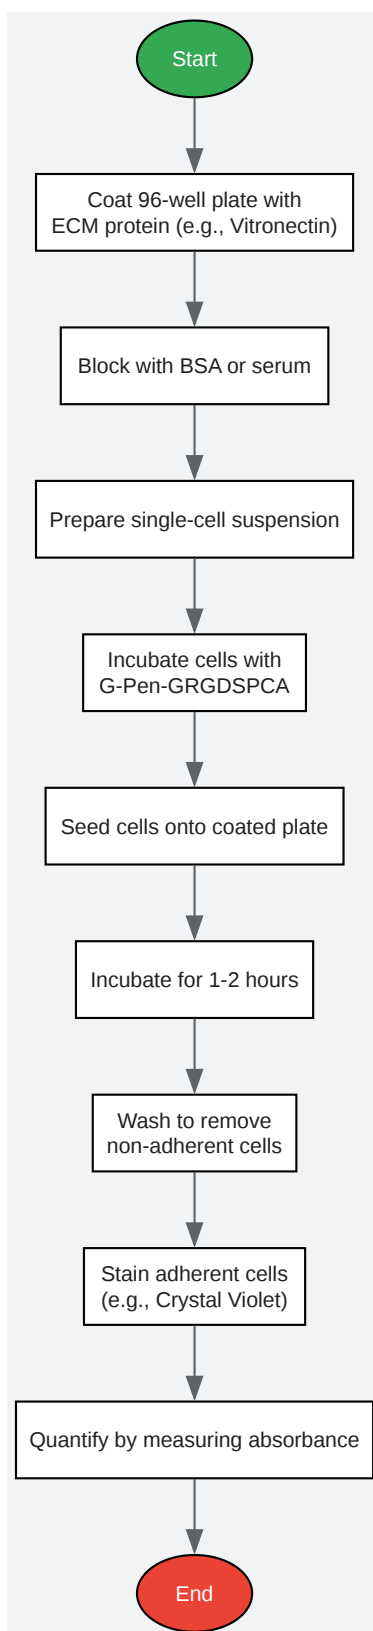 Start
Coat 96-well plate with
ECM protein (e.g., Vitronectin)
Block with BSA or serum
Prepare single-cell suspension
Incubate cells with
G-Pen-GRGDSPCA
Seed cells onto coated plate
Incubate for 1-2 hours
Wash to remove
non-adherent cells
Stain adherent cells
(e.g., Crystal Violet)
Quantify by measuring absorbance
End